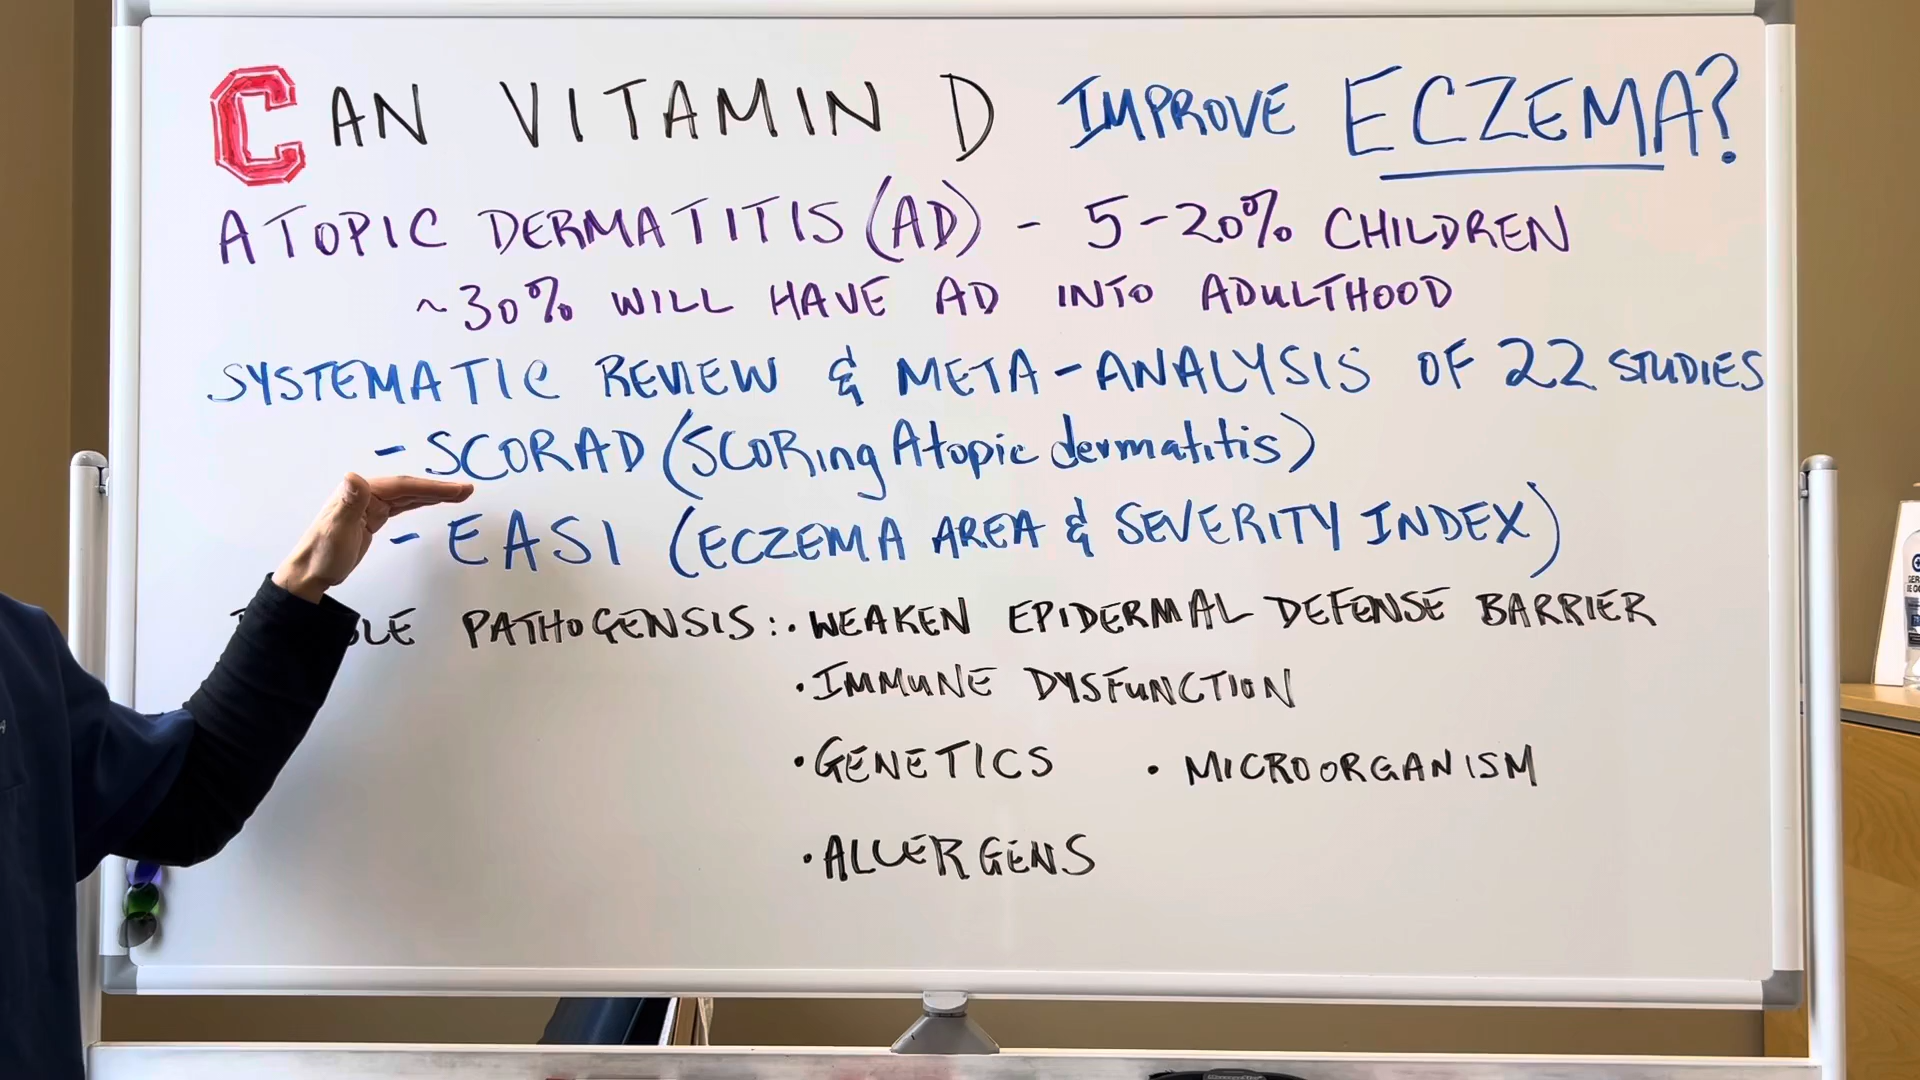 CAN VITAMIN D IMPROVE ECZEMA?
ATOPIC DERMATITIS (AD) - 5-20% CHILDREN
~30% WILL HAVE AD INTO ADULTHOOD
SYSTEMATIC REVIEW & META-ANALYSIS OF 22 STUDIES
- SCORAD (SCORing Atopic dermatitis)
- EASI (ECZEMA AREA & SEVERITY INDEX)
PATHOGENSIS: • WEAKEN EPIDERMAL DEFENSE BARRIER
• IMMUNE DYSFUNCTION
• GENETICS • MICROORGANISM
• ALLERGENS